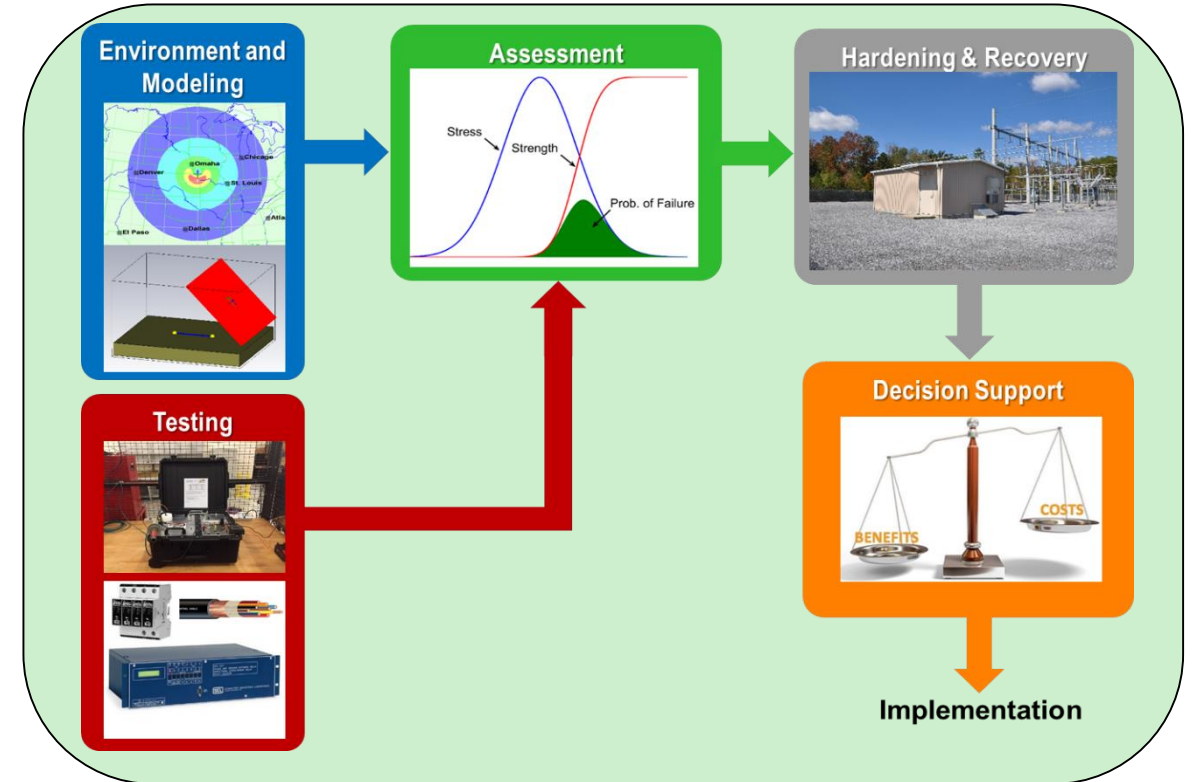 Environment and
Modeling
@Omaha
@Chicago
@Denver
@St. Louis
@Atla
@El Paso
@Dallas
Assessment
Stress
Strength
Prob. of Failure
Hardening & Recovery
Testing
Decision Support
BENEFITS
COSTS
Implementation